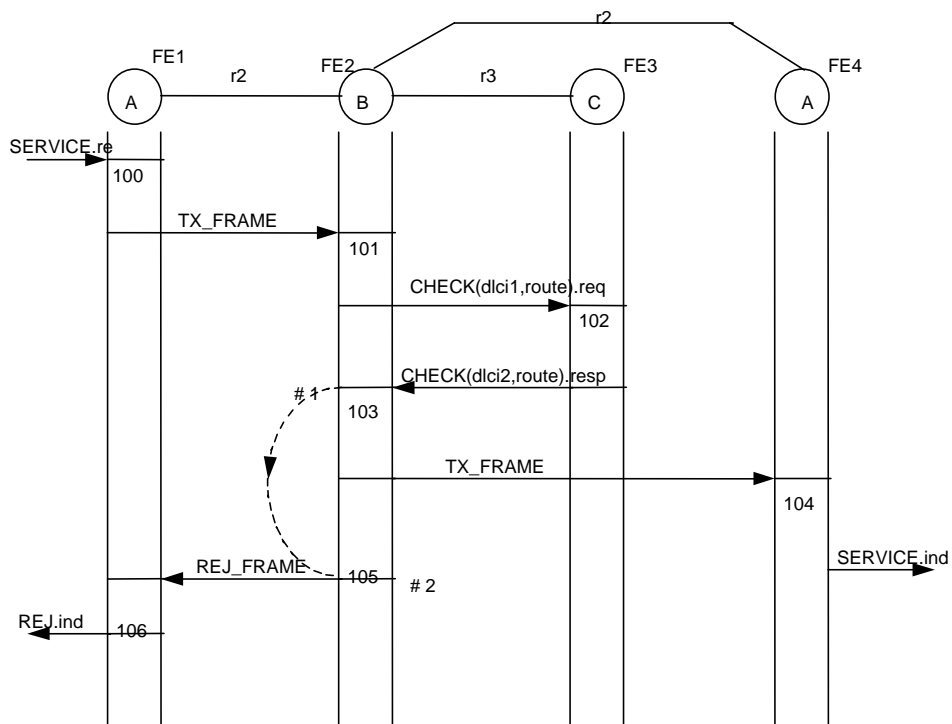 r2
FE1
FE2
FE3
FE4
r2
r3
A
B
C
A
SERVICE.re
100
TX_FRAME
101
CHECK(dlci1,route).req
102
CHECK(dlci2,route).resp
# 1
103
TX_FRAME
104
SERVICE.ind
REJ_FRAME
105
# 2
REJ.ind
106